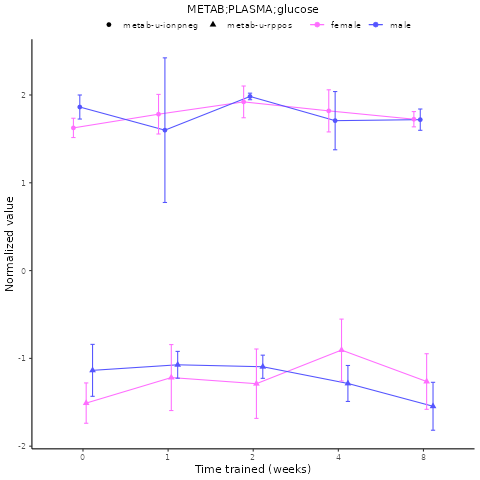 METAB;PLASMA;glucose
metab-u-ionpneg metab-u-rppos female male
Normalized value
2
1
0
-1
-2
0 1 2 4 8
Time trained (weeks)